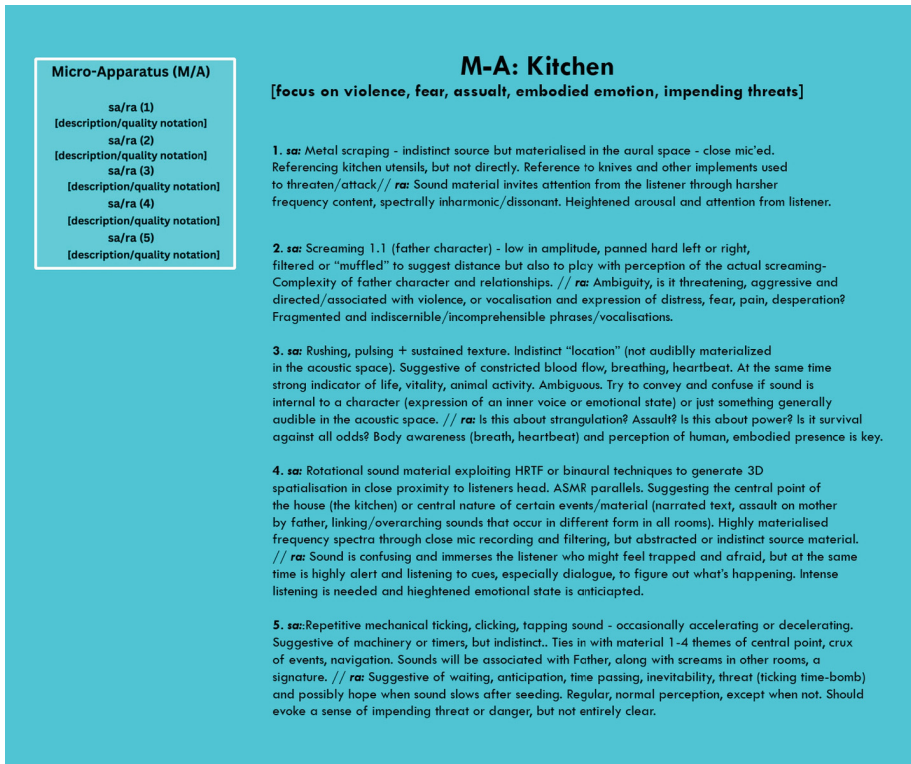 Micro-Apparatus (M/A)
sa/ra (1)
[description/quality notation]
sa/ra (2)
[description/quality notation]
sa/ra (3)
[description/quality notation]
sa/ra (4)
[description/quality notation]
sa/ra (5)
[description/quality notation]
M-A: Kitchen
[focus on violence, fear, assualt, embodied emotion, impending threats]
1. sa: Metal scraping - indistinct source but materialised in the aural space - close mic'ed.
Referencing kitchen utensils, but not directly. Reference to knives and other implements used
to threaten/attack// ra: Sound material invites attention from the listener through harsher
frequency content, spectrally inharmonic/dissonant. Heightened arousal and attention from listener.
2. sa: Screaming 1.1 (father character) - low in amplitude, panned hard left or right,
filtered or “muffled” to suggest distance but also to play with perception of the actual screaming-
Complexity of father character and relationships. // ra: Ambiguity, is it threatening, aggressive and
directed/associated with violence, or vocalisation and expression of distress, fear, pain, desperation?
Fragmented and indiscernible/incomprehensible phrases/vocalisations.
3. sa: Rushing, pulsing + sustained texture. Indistinct “location” (not audiblly materialized
in the acoustic space). Suggestive of constricted blood flow, breathing, heartbeat. At the same time
strong indicator of life, vitality, animal activity. Ambiguous. Try to convey and confuse if sound is
internal to a character (expression of an inner voice or emotional state) or just something generally
audible in the acoustic space. // ra: Is this about strangulation? Assault? Is this about power? Is it survival
against all odds? Body awareness (breath, heartbeat) and perception of human, embodied presence is key.
4. sa: Rotational sound material exploiting HRTF or binaural techniques to generate 3D
spatialisation in close proximity to listeners head. ASMR parallels. Suggesting the central point of
the house (the kitchen) or central nature of certain events/material (narrated text, assault on mother
by father, linking/overarching sounds that occur in different form in all rooms). Highly materialised
frequency spectra through close mic recording and filtering, but abstracted or indistinct source material.
// ra: Sound is confusing and immerses the listener who might feel trapped and afraid, but at the same
time is highly alert and listening to cues, especially dialogue, to figure out what's happening. Intense
listening is needed and hieghtened emotional state is anticiapted.
5. sa:: Repetitive mechanical ticking, clicking, tapping sound - occasionally accelerating or decelerating.
Suggestive of machinery or timers, but indistinct.. Ties in with material 1-4 themes of central point, crux
of events, navigation. Sounds will be associated with Father, along with screams in other rooms, a
signature. // ra: Suggestive of waiting, anticipation, time passing, inevitability, threat (ticking time-bomb)
and possibly hope when sound slows after seeding. Regular, normal perception, except when not. Should
evoke a sense of impending threat or danger, but not entirely clear.